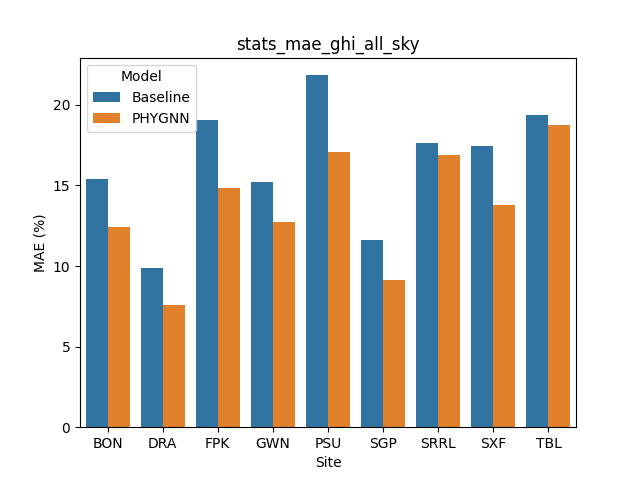 stats_mae_ghi_all_sky
Model
Baseline
PHYGNN
20
15
10
5
0
MAE (%)
BON DRA FPK GWN PSU SGP SRRL SXF TBL
Site